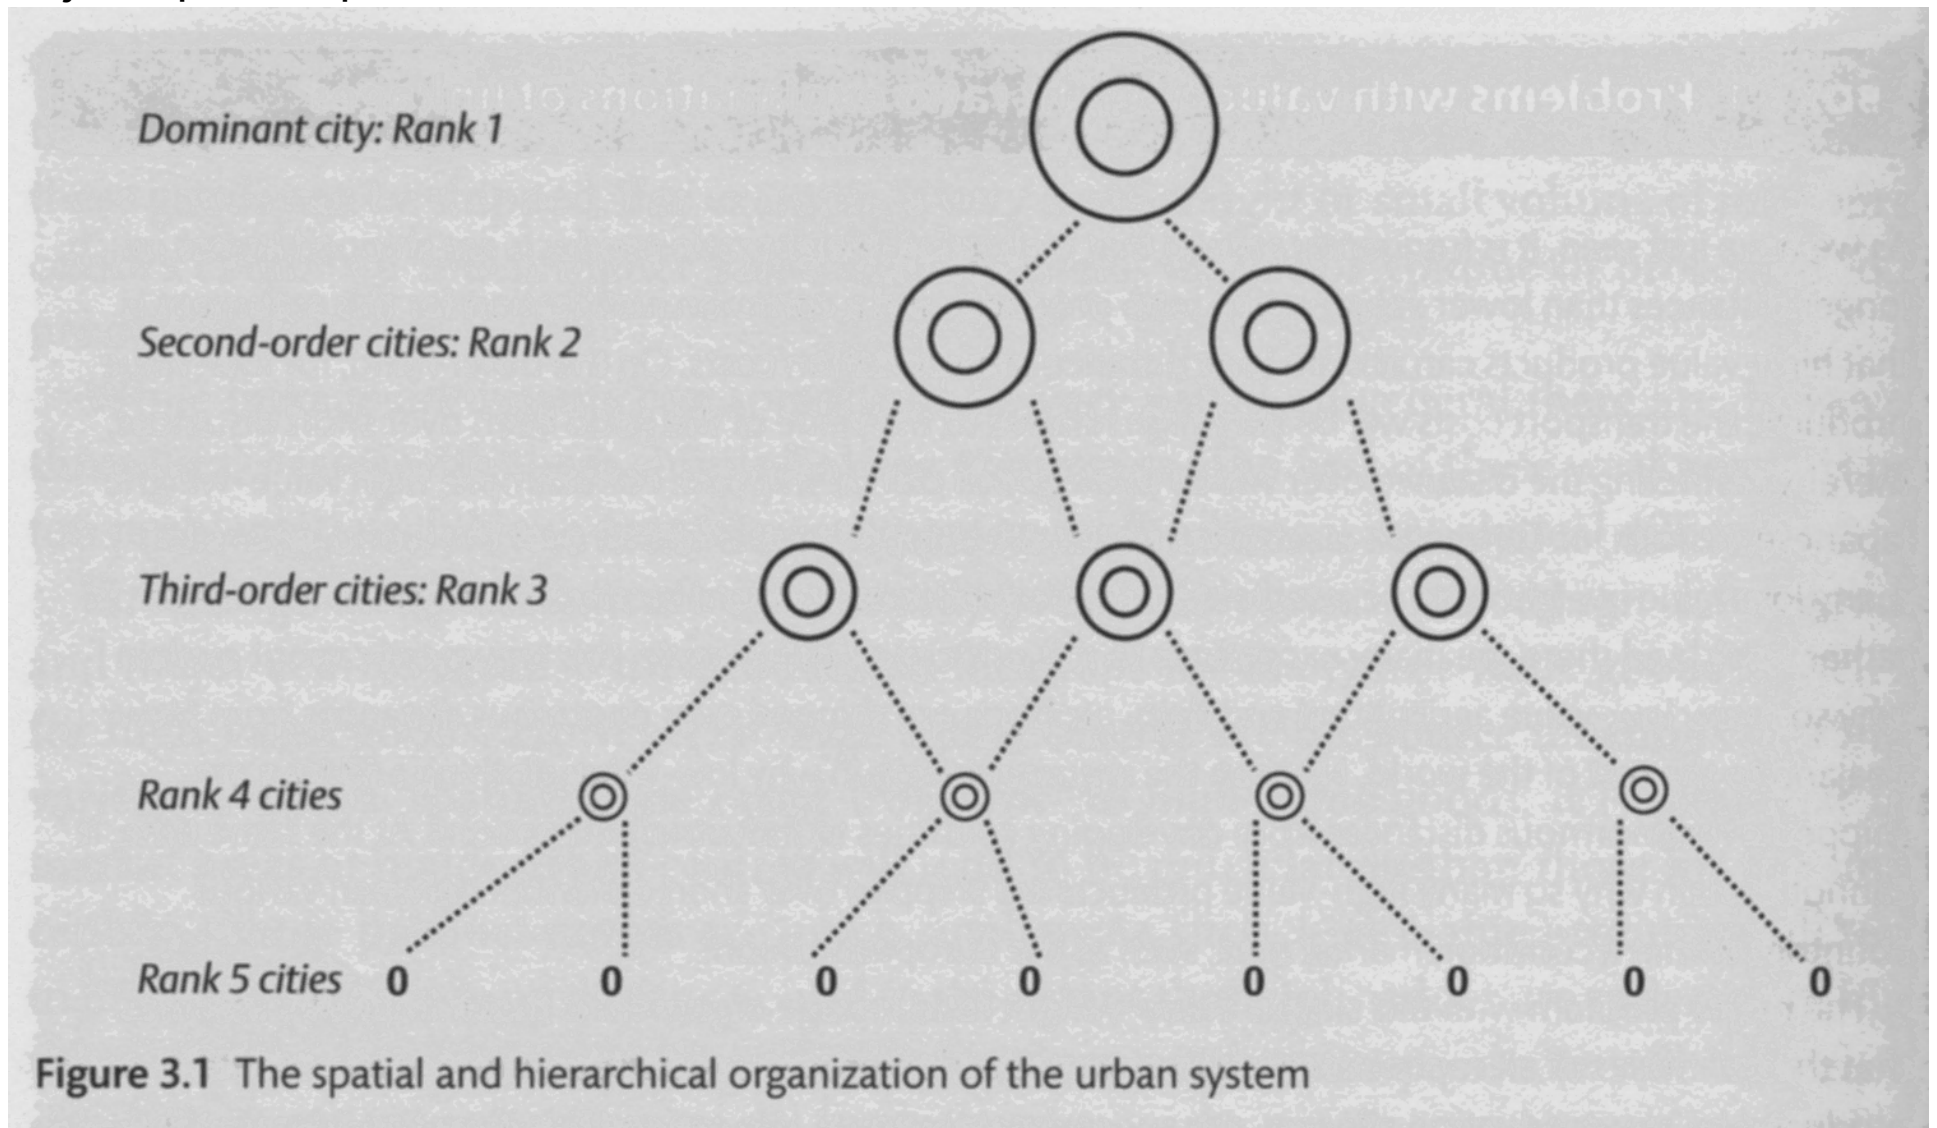 Dominant city: Rank 1
Second-order cities: Rank 2
Third-order cities: Rank 3
Rank 4 cities
Rank 5 cities 0 0 0 0 0 0 0 0
Figure 3.1 The spatial and hierarchical organization of the urban system